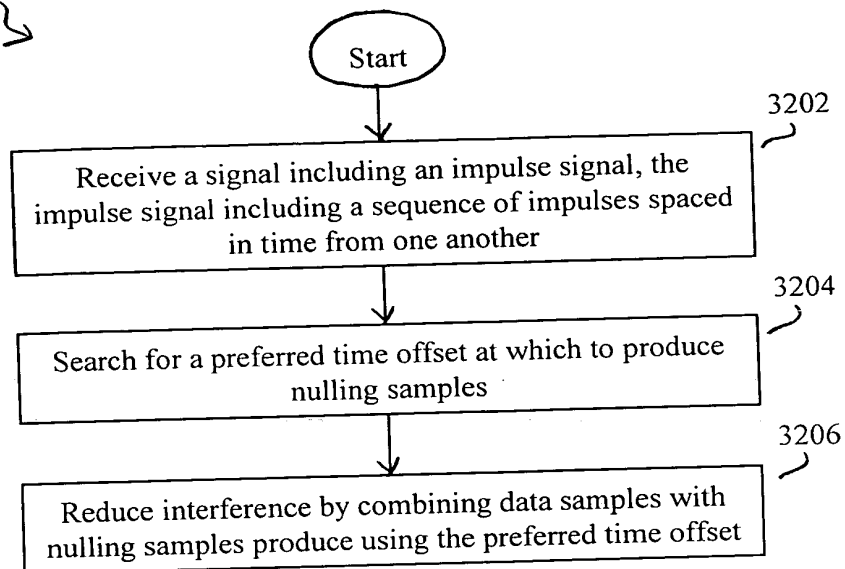 Start
3202
Receive a signal including an impulse signal, the
impulse signal including a sequence of impulses spaced
in time from one another
3204
Search for a preferred time offset at which to produce
nulling samples
3206
Reduce interference by combining data samples with
nulling samples produce using the preferred time offset